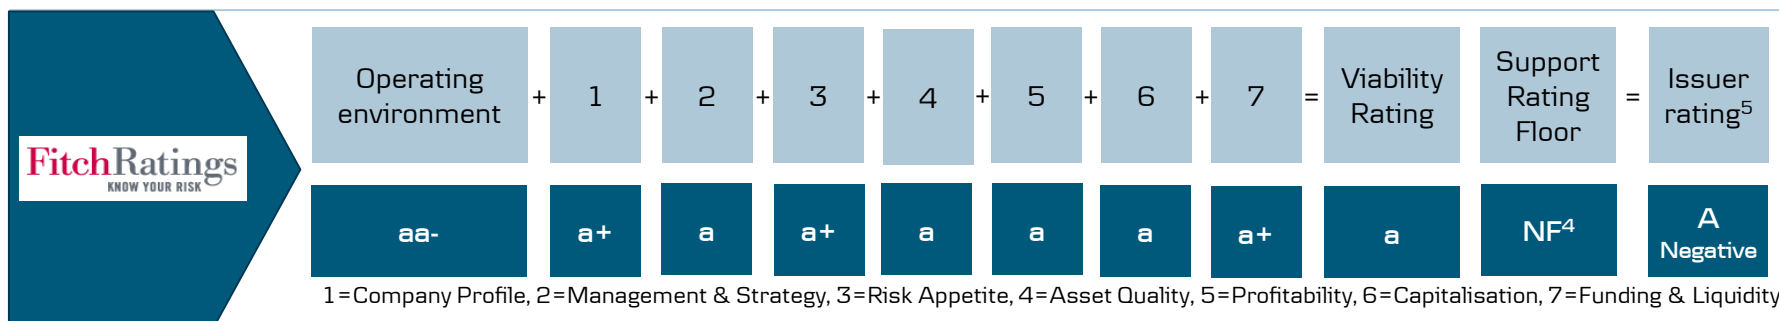 FitchRatings
KNOW YOUR RISK
Operating environment + 1 + 2 + 3 + 4 + 5 + 6 + 7 = Viability Rating Support Rating Floor = Issuer rating⁵
aa- a+ a a+ a a a a+ a NF⁴ A Negative
1=Company Profile, 2=Management & Strategy, 3=Risk Appetite, 4=Asset Quality, 5=Profitability, 6=Capitalisation, 7=Funding & Liquidity